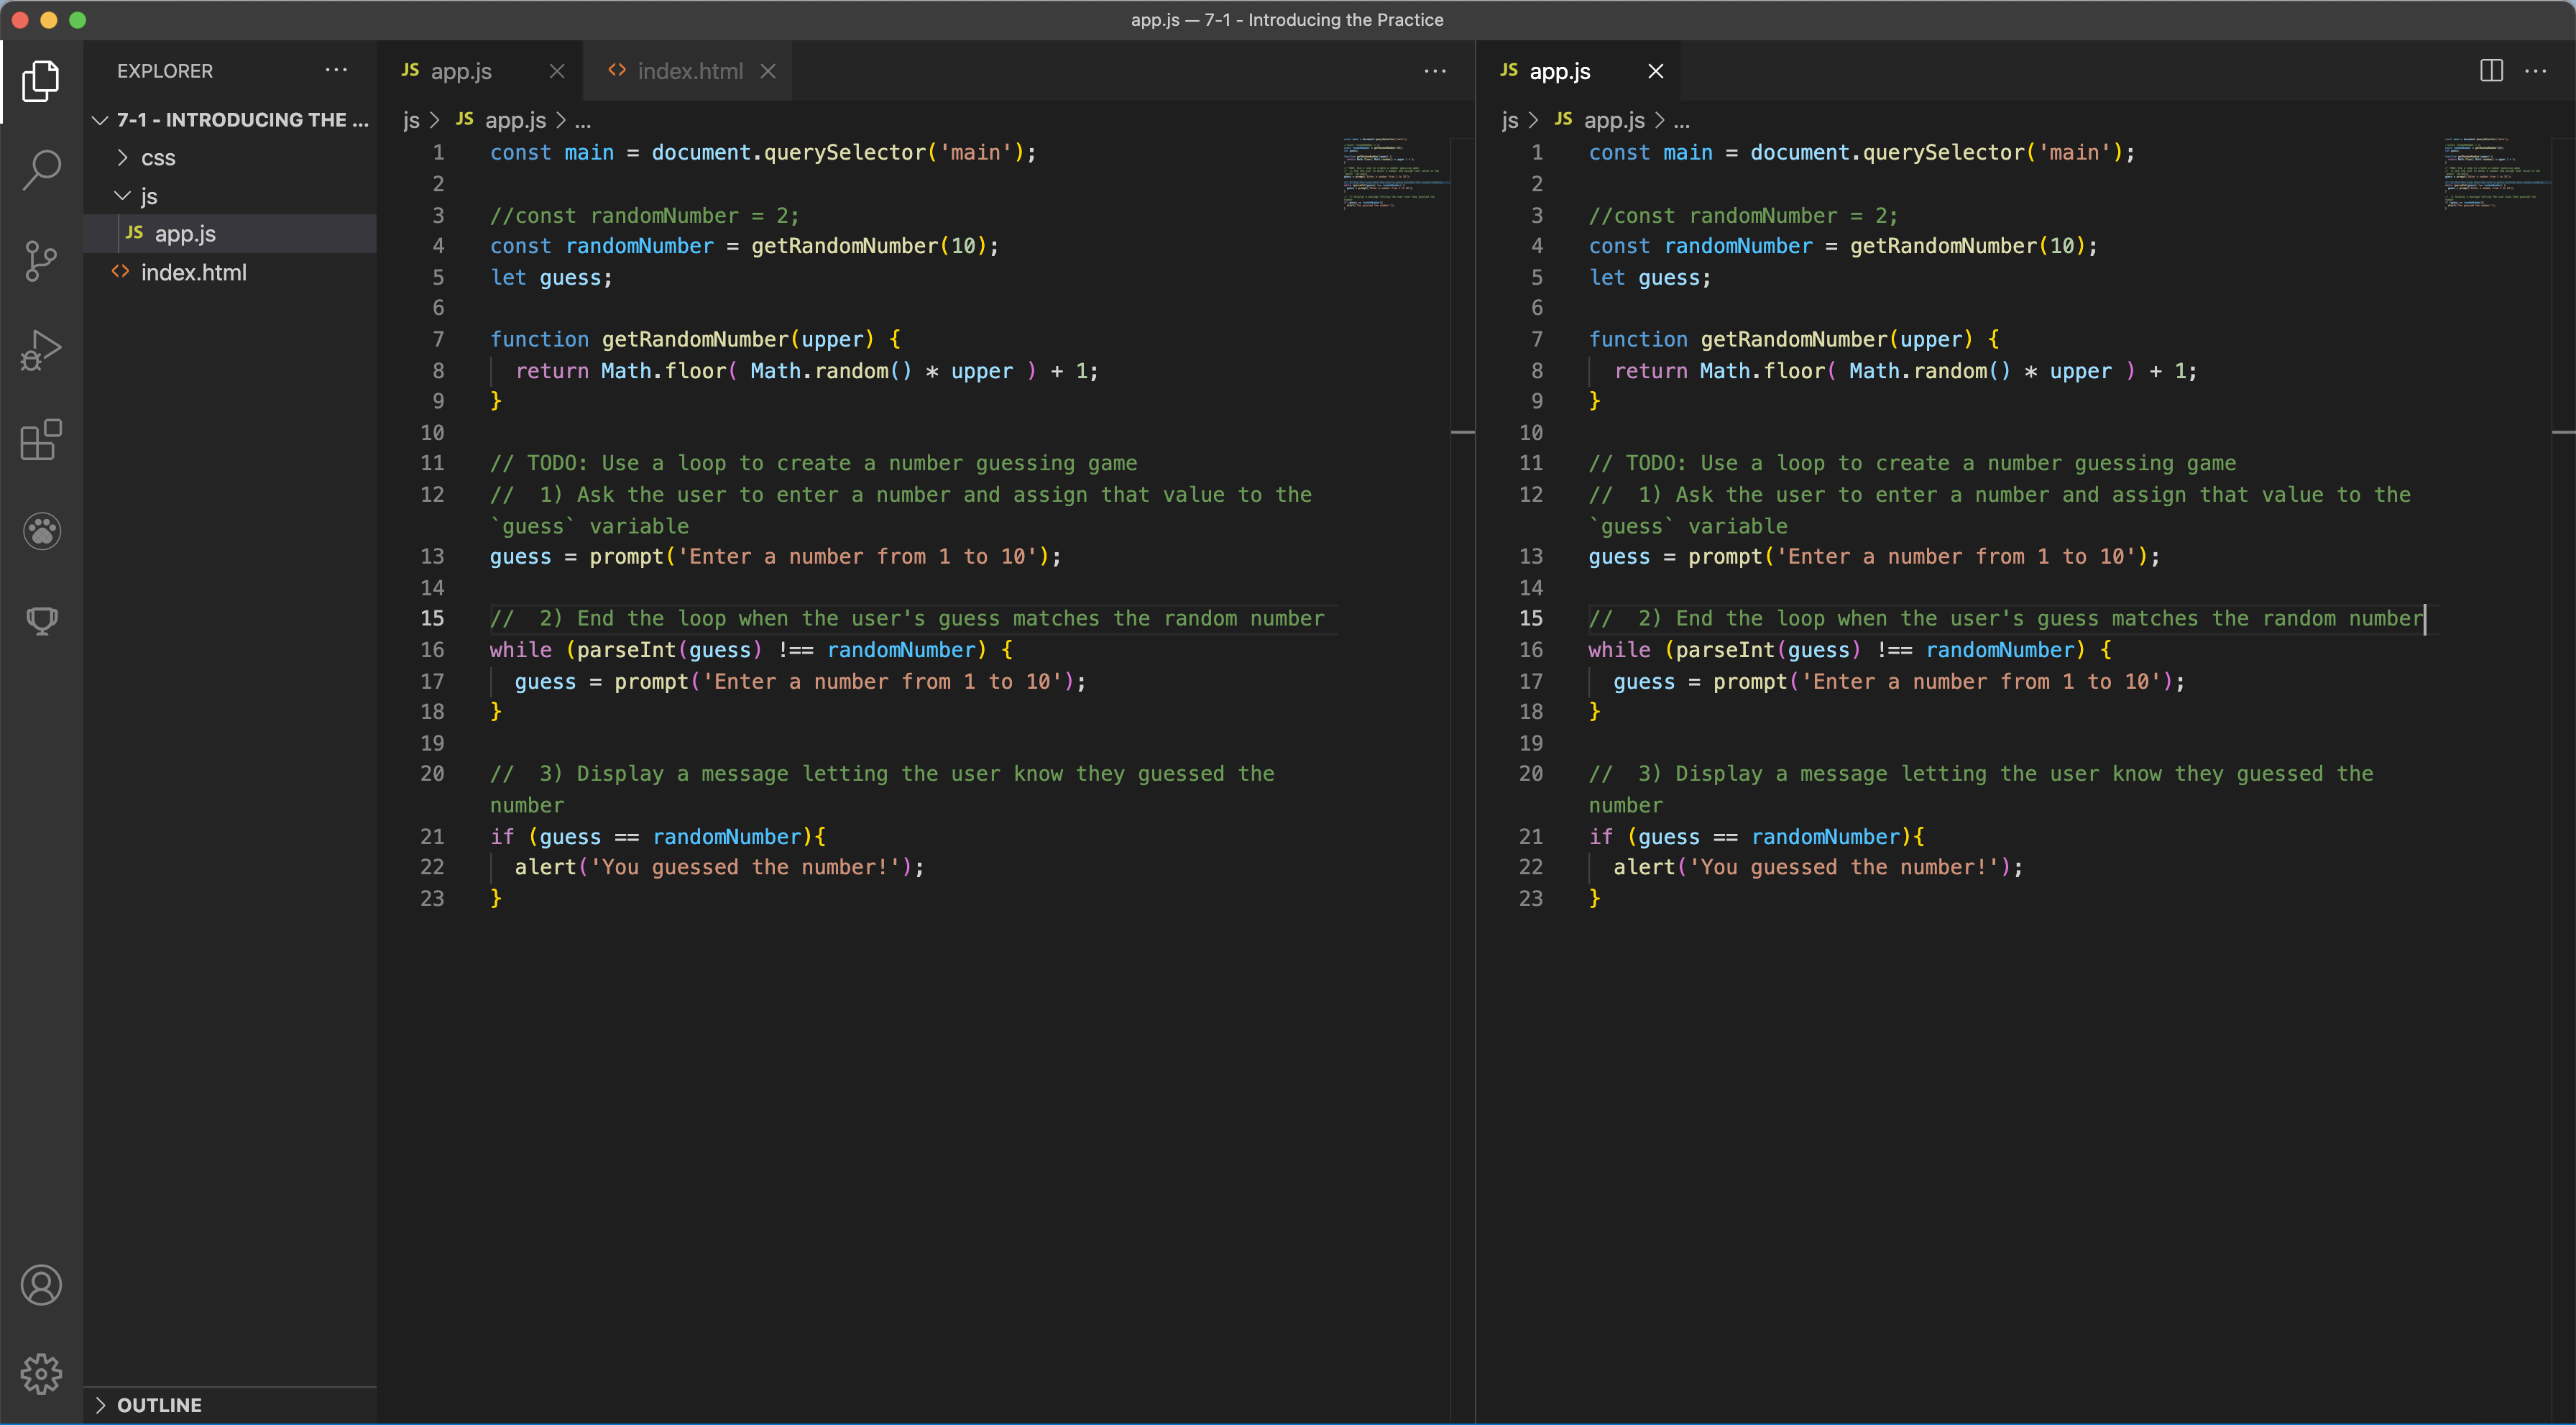 app.js — 7-1 - Introducing the Practice
EXPLORER
7-1 - INTRODUCING THE ...
css
js
JS app.js
index.html
OUTLINE
JS app.js
index.html
js > JS app.js > ...
1 const main = document.querySelector('main');
2
3 //const randomNumber = 2;
4 const randomNumber = getRandomNumber(10);
5 let guess;
6
7 function getRandomNumber(upper) {
8 return Math.floor( Math.random() * upper ) + 1;
9 }
10
11 // TODO: Use a loop to create a number guessing game
12 //  1) Ask the user to enter a number and assign that value to the
`guess` variable
13 guess = prompt('Enter a number from 1 to 10');
14
15 //  2) End the loop when the user's guess matches the random number
16 while (parseInt(guess) !== randomNumber) {
17 guess = prompt('Enter a number from 1 to 10');
18 }
19
20 //  3) Display a message letting the user know they guessed the
number
21 if (guess == randomNumber){
22 alert('You guessed the number!');
23 }
JS app.js
js > JS app.js > ...
1 const main = document.querySelector('main');
2
3 //const randomNumber = 2;
4 const randomNumber = getRandomNumber(10);
5 let guess;
6
7 function getRandomNumber(upper) {
8 return Math.floor( Math.random() * upper ) + 1;
9 }
10
11 // TODO: Use a loop to create a number guessing game
12 //  1) Ask the user to enter a number and assign that value to the
`guess` variable
13 guess = prompt('Enter a number from 1 to 10');
14
15 //  2) End the loop when the user's guess matches the random number
16 while (parseInt(guess) !== randomNumber) {
17 guess = prompt('Enter a number from 1 to 10');
18 }
19
20 //  3) Display a message letting the user know they guessed the
number
21 if (guess == randomNumber){
22 alert('You guessed the number!');
23 }